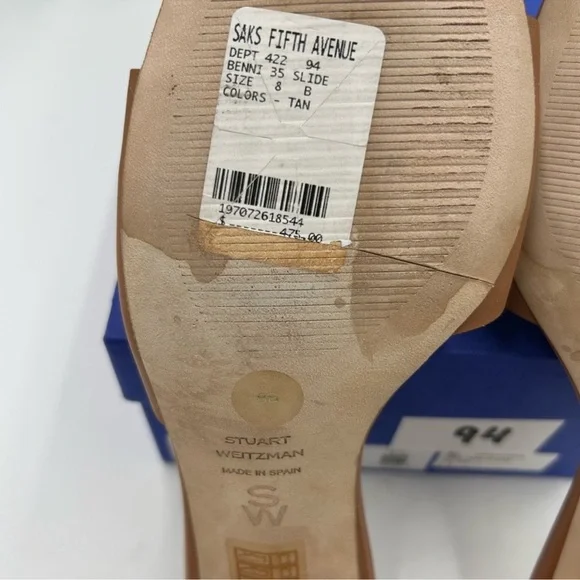 SAKS FIFTH AVENUE
DEPT 422 94
BENNI 35 SLIDE
SIZE 8 B
COLORS - TAN
197072618544
$ ------- 475.00
STUART
WEITZMAN
MADE IN SPAIN
SW
94